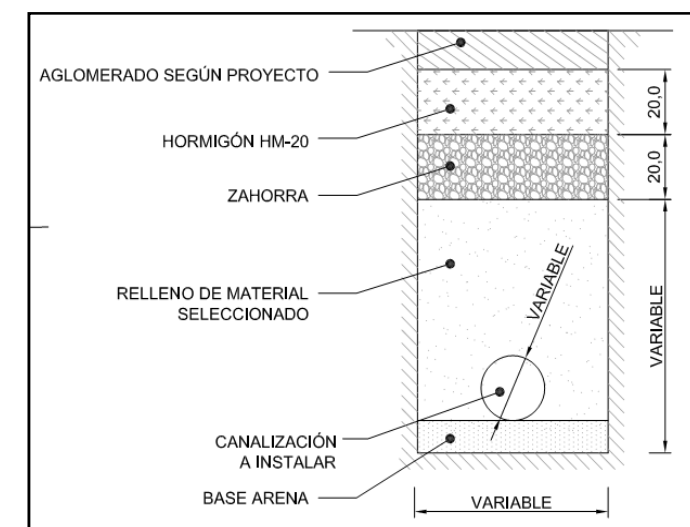 AGLOMERADO SEGÚN PROYECTO
20,0
HORMIGÓN HM-20
20,0
ZAHORRA
VARIABLE
RELLENO DE MATERIAL
SELECCIONADO
VARIABLE
CANALIZACIÓN
A INSTALAR
BASE ARENA
VARIABLE